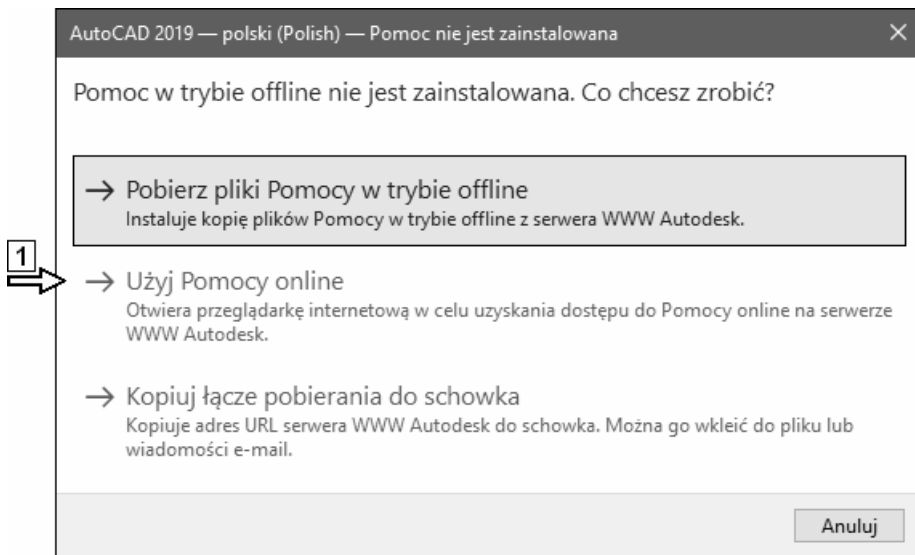 AutoCAD 2019 — polski (Polish) — Pomoc nie jest zainstalowana
Pomoc w trybie offline nie jest zainstalowana. Co chcesz zrobić?
Pobierz pliki Pomocy w trybie offline
Instaluje kopię plików Pomocy w trybie offline z serwera WWW Autodesk.
1
Użyj Pomocy online
Otwiera przeglądarkę internetową w celu uzyskania dostępu do Pomocy online na serwerze
WWW Autodesk.
Kopiuj łącze pobierania do schowka
Kopiuje adres URL serwera WWW Autodesk do schowka. Można go wkleić do pliku lub
wiadomości e-mail.
Anuluj